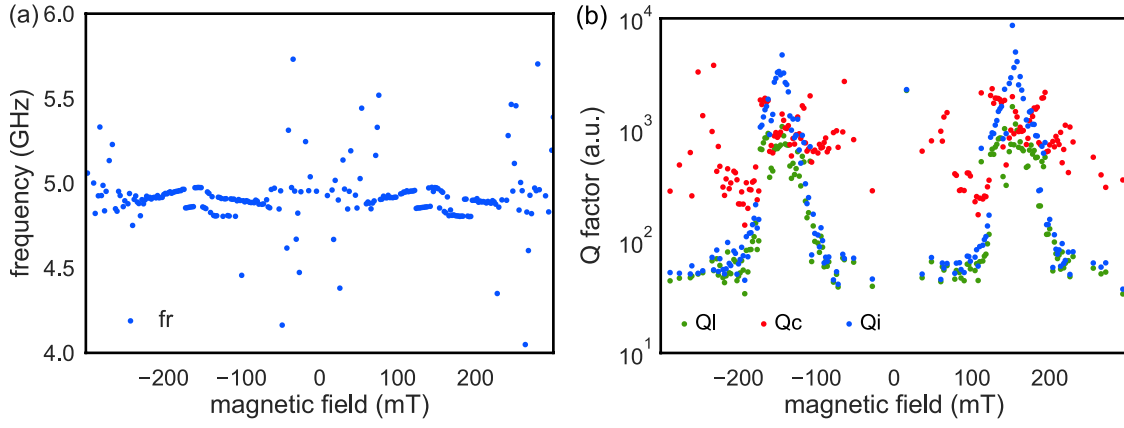 (a)
6.0
5.5
5.0
4.5
4.0
frequency (GHz)
fr
−200 −100 0 100 200
magnetic field (mT)
(b)
10^4
10^3
10^2
10^1
Q factor (a.u.)
Ql Qc Qi
−200 −100 0 100 200
magnetic field (mT)